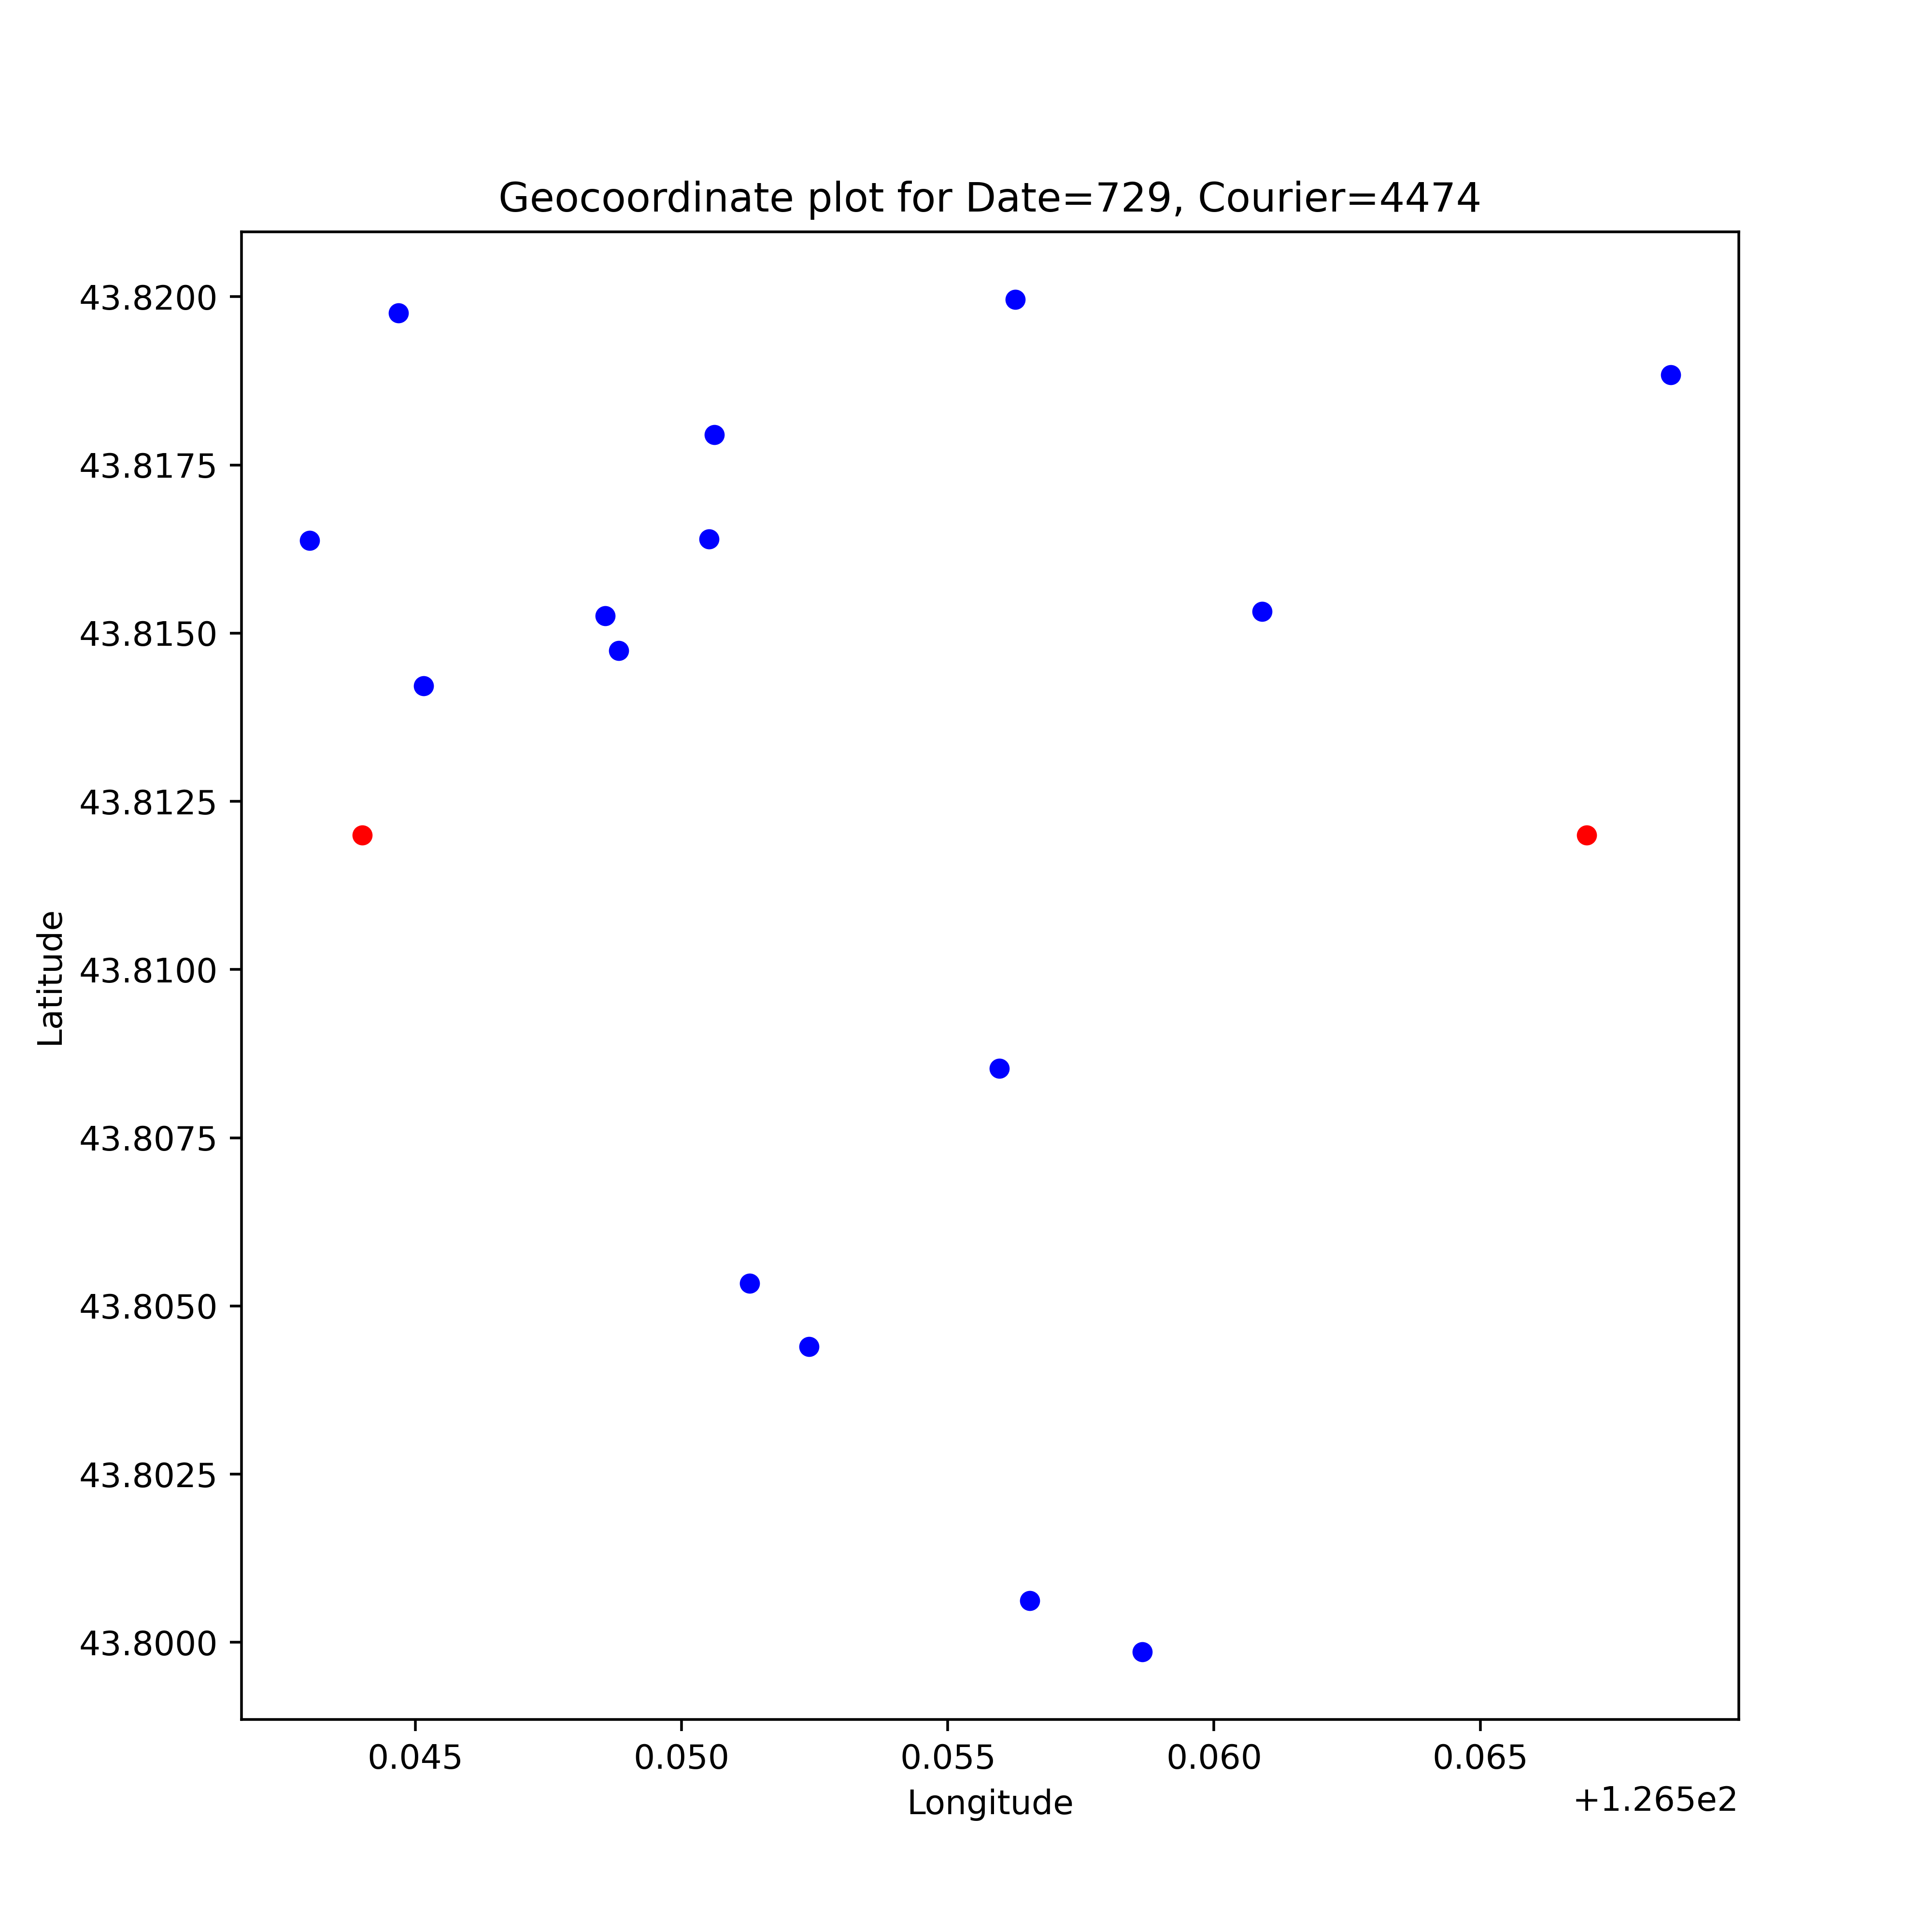 Geocoordinate plot for Date=729, Courier=4474
43.8200
43.8175
43.8150
43.8125
43.8100
43.8075
43.8050
43.8025
43.8000
Latitude
0.045 0.050 0.055 0.060 0.065
Longitude
+1.265e2